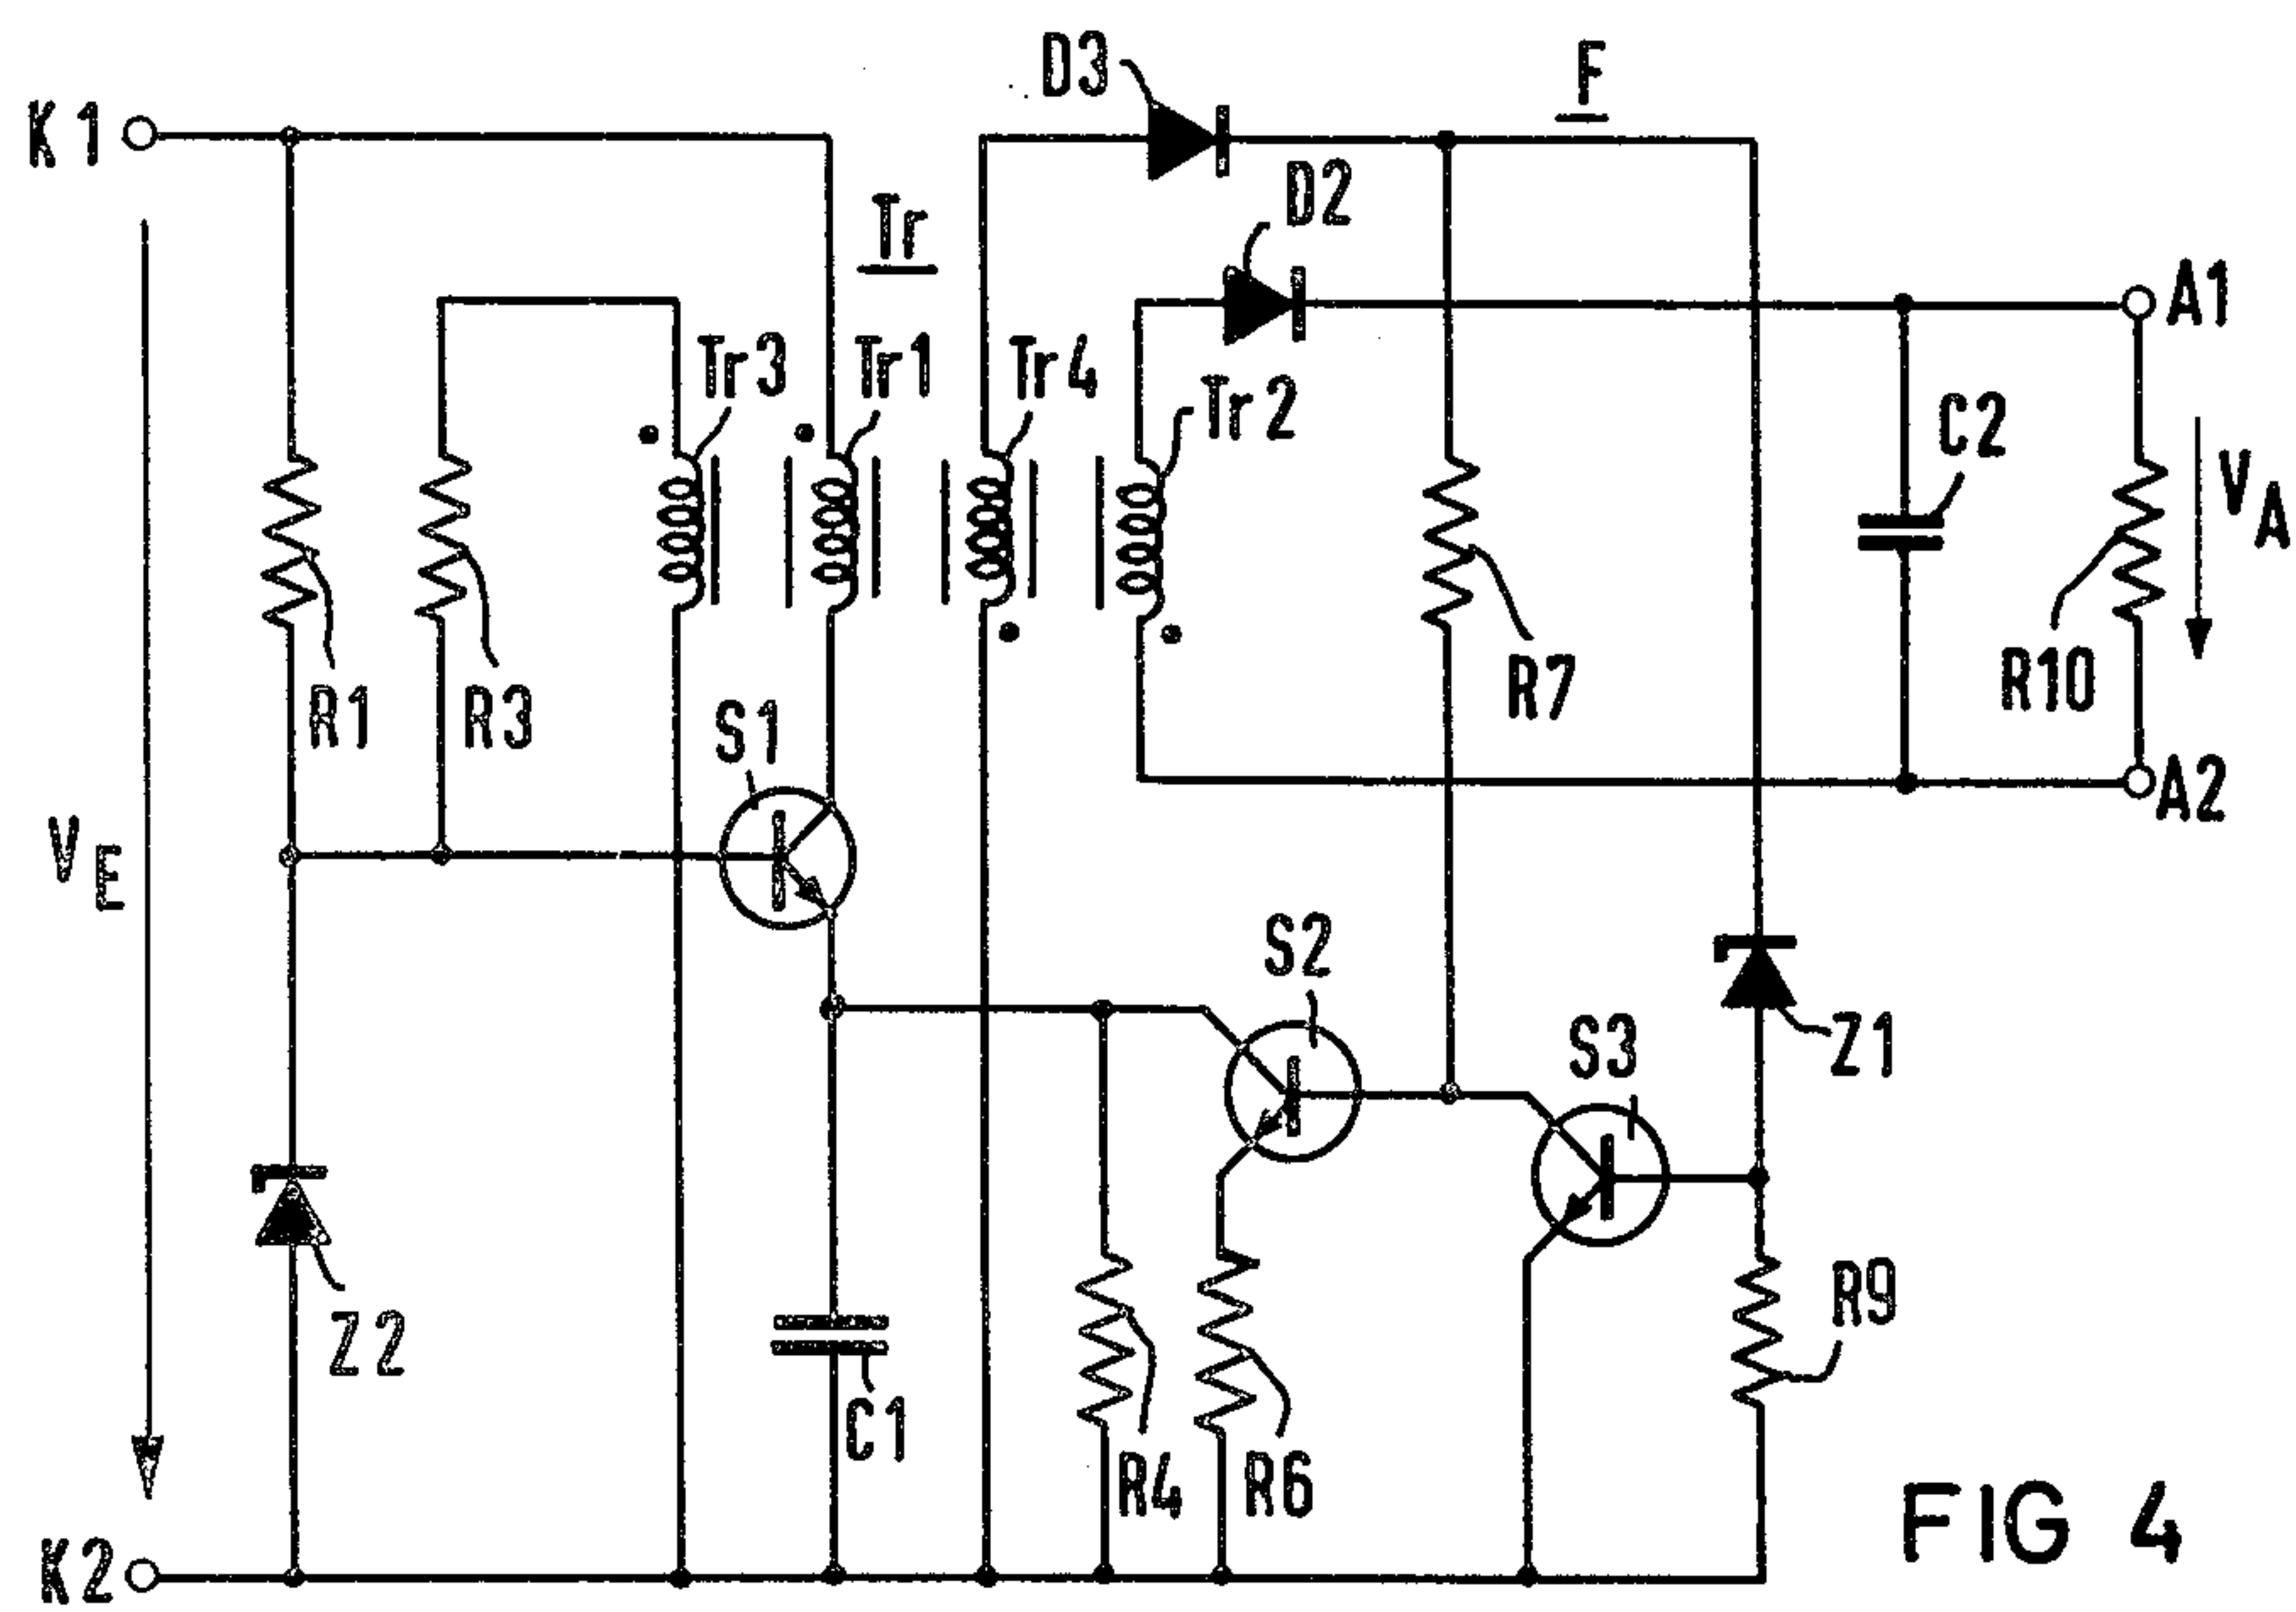 D3
F
K1
D2
Tr
A1
Tr3
Tr1
Tr4
Tr2
C2
VA
R1
R3
S1
R7
R10
A2
VE
S2
S3
Z1
Z2
C1
R4
R6
R9
FIG 4
K2